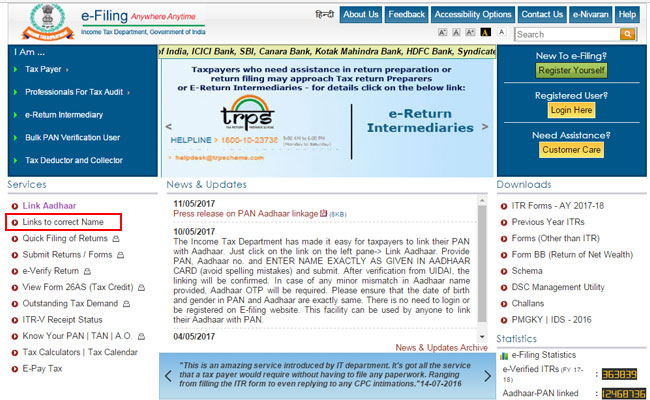 e-Filing Anywhere Anytime
Income Tax Department, Government of India
हिन्दी
About Us
Feedback
Accessibility Options
Contact Us
e-Nivaran
Help
A A A A A
Search
I Am ...
Tax Payer
Professionals For Tax Audit
e-Return Intermediary
Bulk PAN Verification User
Tax Deductor and Collector
of India, ICICI Bank, SBI, Canara Bank, Kotak Mahindra Bank, HDFC Bank, Syndicate
Taxpayers who need assistance in return preparation or
return filing may approach Tax return Preparers
or E-Return Intermediaries - for details click on the below link:
trps
TAX RETURN PREPARER SCHEME
HELPLINE 1800-10-23738
helpdesk@trpscheme.com
e-Return
Intermediaries
New To e-Filing?
Register Yourself
Registered User?
Login Here
Need Assistance?
Customer Care
Services
Link Aadhaar
Links to correct Name
Quick Filing of Returns
Submit Returns / Forms
e-Verify Return
View Form 26AS (Tax Credit)
Outstanding Tax Demand
ITR-V Receipt Status
Know Your PAN | TAN | A.O.
Tax Calculators | Tax Calendar
E-Pay Tax
News & Updates
11/05/2017
Press release on PAN Aadhaar linkage (8KB)
10/05/2017
The Income Tax Department has made it easy for taxpayers to link their PAN
with Aadhaar. Just click on the link on the left pane-> Link Aadhaar. Provide
PAN, Aadhaar no. and ENTER NAME EXACTLY AS GIVEN IN AADHAAR
CARD (avoid spelling mistakes) and submit. After verification from UIDAI, the
linking will be confirmed. In case of any minor mismatch in Aadhaar name
provided, Aadhaar OTP will be required. Please ensure that the date of birth
and gender in PAN and Aadhaar are exactly same. There is no need to login or
be registered on E-filing website. This facility can be used by anyone to link
their Aadhaar with PAN.
04/05/2017
News & Updates Archive
"This is an amazing service introduced by IT department. It's got all the service
that a tax payer would require without having to file any paperwork. Ranging
from filling the ITR form to even replying to any CPC intimations."14-07-2016
Downloads
ITR Forms - AY 2017-18
Previous Year ITRs
Forms (Other than ITR)
Form BB (Return of Net Wealth)
Schema
DSC Management Utility
Challans
PMGKY | IDS - 2016
Statistics
e-Filing Statistics
e-Verified ITRs (FY 17-
18) : 363839
Aadhaar-PAN linked : 12468736